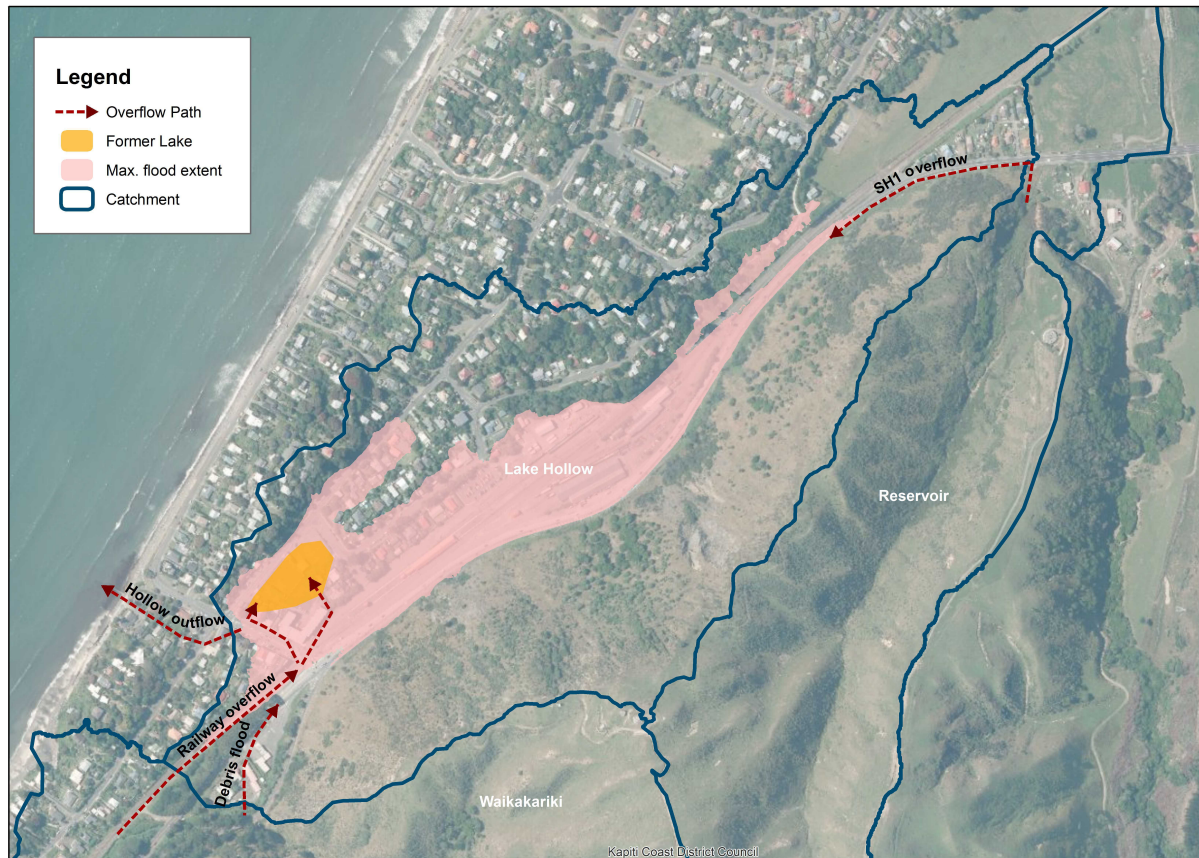 Legend
Overflow Path
Former Lake
Max. flood extent
Catchment
SH1 overflow
Lake Hollow
Reservoir
Hollow outflow
Railway overflow
Debris flood
Waikakariki
Kapiti Coast District Council